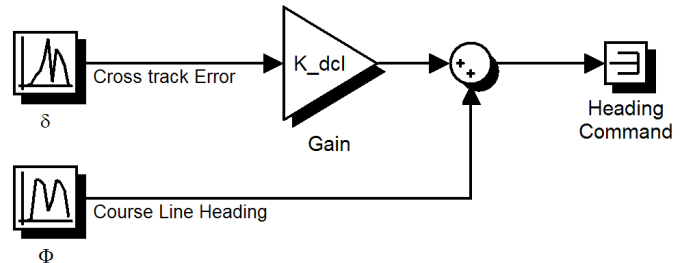 K_dcl
Cross track Error
δ
Gain
Heading
Command
Course Line Heading
Φ